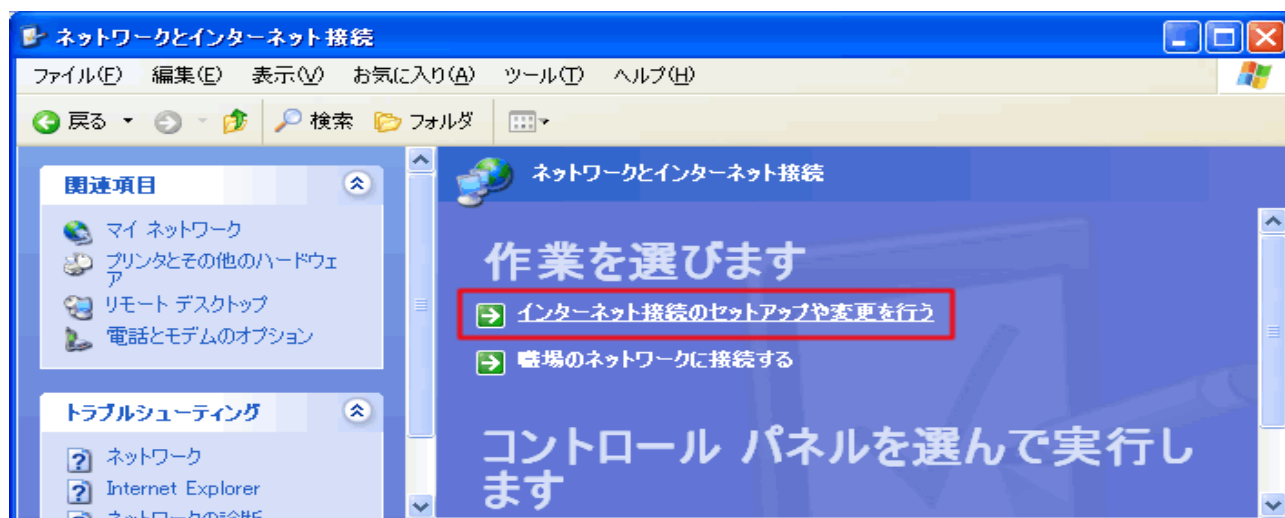 ネットワークとインターネット接続
ファイル(F) 編集(E) 表示(V) お気に入り(A) ツール(T) ヘルプ(H)
戻る 検索 フォルダ
関連項目
マイ ネットワーク
プリンタとその他のハードウェ
ア
リモート デスクトップ
電話とモデムのオプション
トラブルシューティング
ネットワーク
Internet Explorer
ネットワークの診断
ネットワークとインターネット接続
作業を選びます
インターネット接続のセットアップや変更を行う
職場のネットワークに接続する
コントロール パネルを選んで実行し
ます